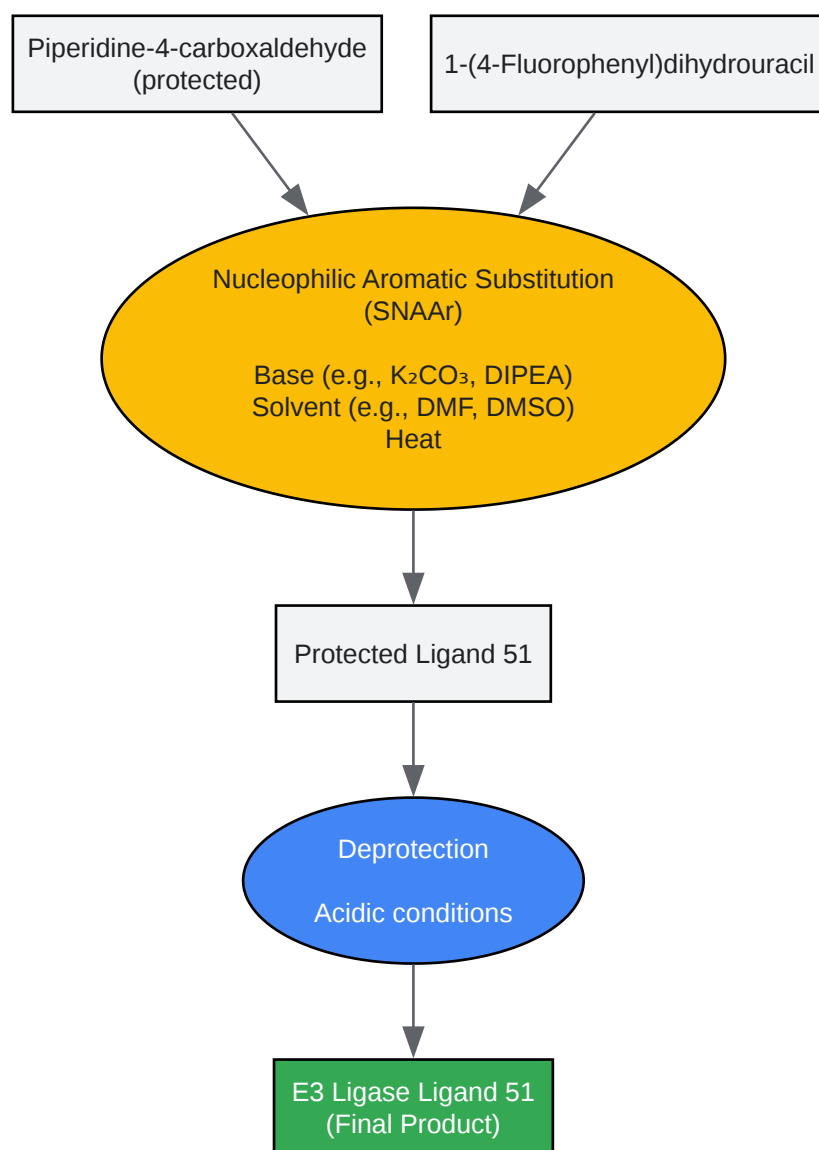 Piperidine-4-carboxaldehyde
(protected)
1-(4-Fluorophenyl)dihydrouracil
Nucleophilic Aromatic Substitution
(SNAAr)
Base (e.g., K₂CO₃, DIPEA)
Solvent (e.g., DMF, DMSO)
Heat
Protected Ligand 51
Deprotection
Acidic conditions
E3 Ligase Ligand 51
(Final Product)